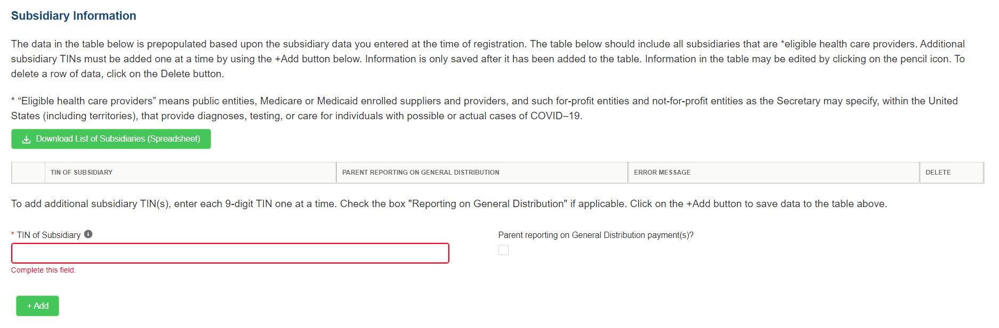 Subsidiary Information
The data in the table below is prepopulated based upon the subsidiary data you entered at the time of registration. The table below should include all subsidiaries that are *eligible health care providers. Additional
subsidiary TINs must be added one at a time by using the +Add button below. Information is only saved after it has been added to the table. Information in the table may be edited by clicking on the pencil icon. To
delete a row of data, click on the Delete button.
* “Eligible health care providers” means public entities, Medicare or Medicaid enrolled suppliers and providers, and such for-profit entities and not-for-profit entities as the Secretary may specify, within the United
States (including territories), that provide diagnoses, testing, or care for individuals with possible or actual cases of COVID–19.
Download List of Subsidiaries (Spreadsheet)
TIN OF SUBSIDIARY PARENT REPORTING ON GENERAL DISTRIBUTION ERROR MESSAGE DELETE
To add additional subsidiary TIN(s), enter each 9-digit TIN one at a time. Check the box "Reporting on General Distribution" if applicable. Click on the +Add button to save data to the table above.
* TIN of Subsidiary Parent reporting on General Distribution payment(s)?
Complete this field.
+ Add